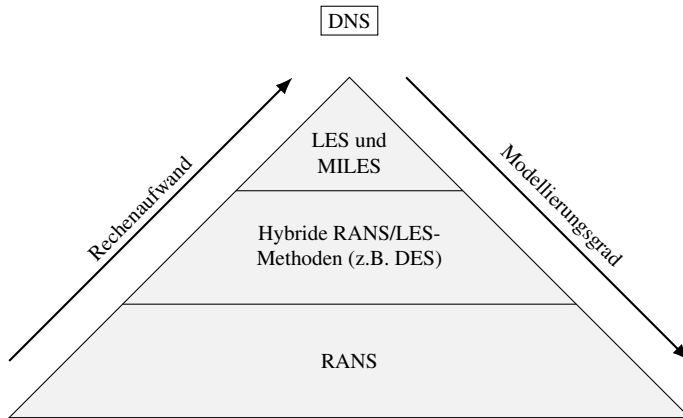 DNS
Rechenaufwand
Modellierungsgrad
LES und
MILES
Hybride RANS/LES-
Methoden (z.B. DES)
RANS